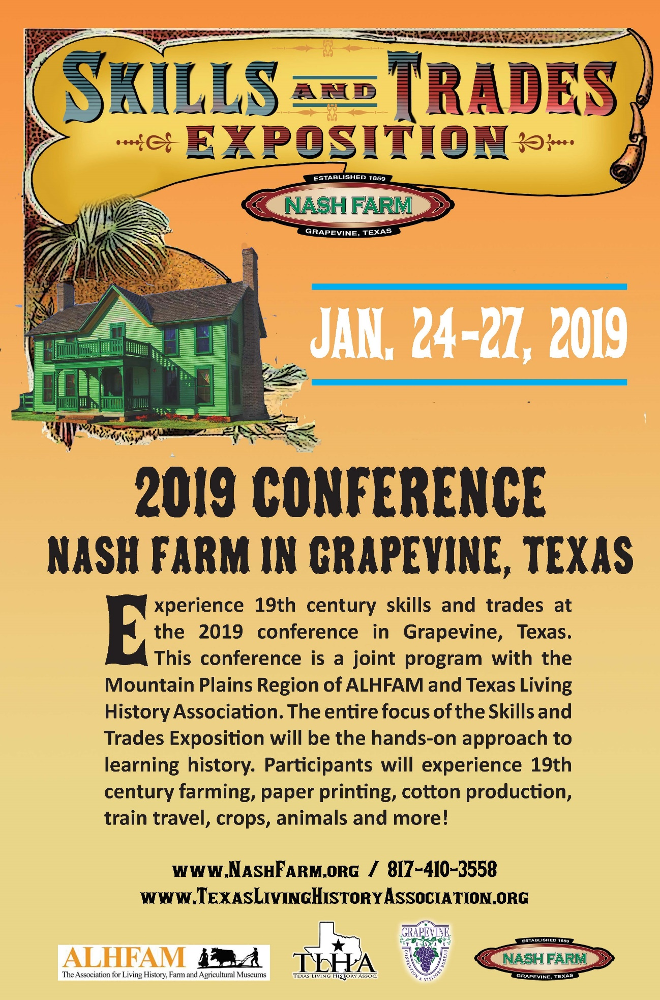 SKILLS AND TRADES
EXPOSITION
ESTABLISHED 1859
NASH FARM
GRAPEVINE, TEXAS
JAN. 24-27, 2019
2019 CONFERENCE
NASH FARM IN GRAPEVINE, TEXAS
Experience 19th century skills and trades at
the 2019 conference in Grapevine, Texas.
This conference is a joint program with the
Mountain Plains Region of ALHFAM and Texas Living
History Association. The entire focus of the Skills and
Trades Exposition will be the hands-on approach to
learning history. Participants will experience 19th
century farming, paper printing, cotton production,
train travel, crops, animals and more!
www.NashFarm.org / 817-410-3558
www.TexasLivingHistoryAssociation.org
ALHFAM
The Association for Living History, Farm and Agricultural Museums
TLHA
TEXAS LIVING HISTORY ASSOC.
GRAPEVINE
TEXAS
CONVENTION & VISITORS BUREAU
ESTABLISHED 1859
NASH FARM
GRAPEVINE, TEXAS